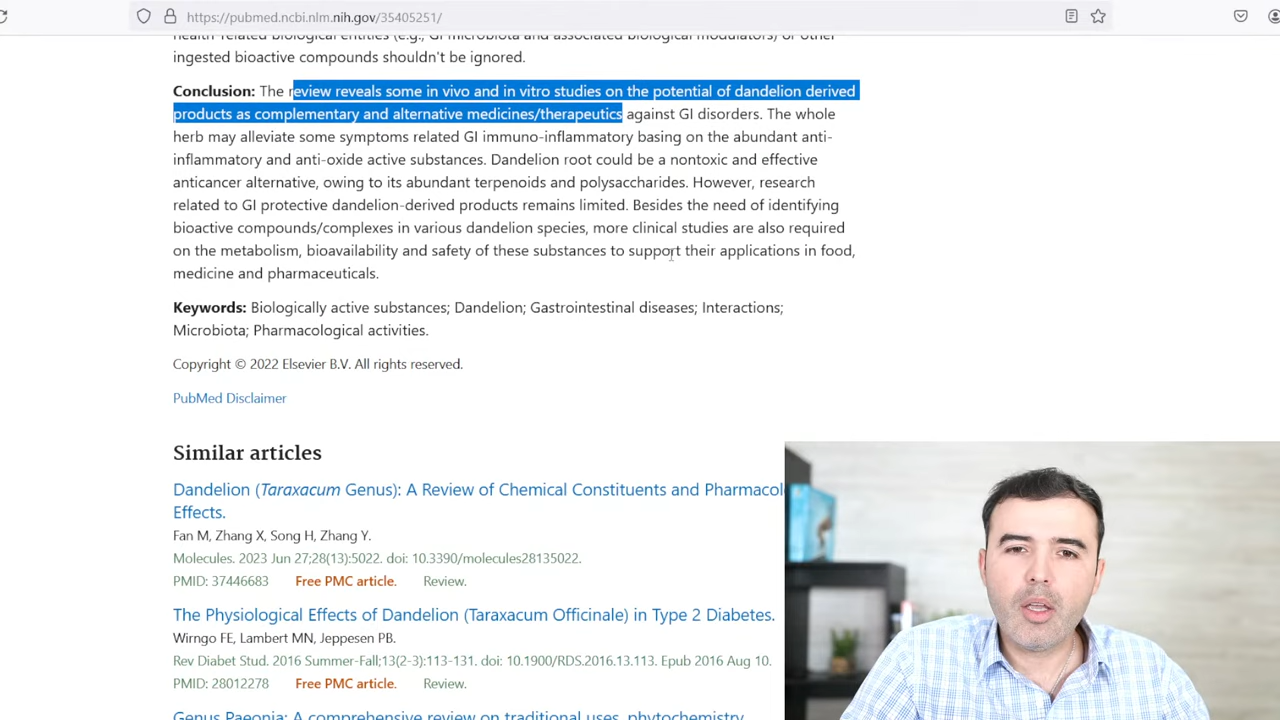 https://pubmed.ncbi.nlm.nih.gov/35405251/
health-related biological entities (e.g., GI microbiota and associated biological modulators) or other
ingested bioactive compounds shouldn't be ignored.
Conclusion: The review reveals some in vivo and in vitro studies on the potential of dandelion derived
products as complementary and alternative medicines/therapeutics against GI disorders. The whole
herb may alleviate some symptoms related GI immuno-inflammatory basing on the abundant anti-
inflammatory and anti-oxide active substances. Dandelion root could be a nontoxic and effective
anticancer alternative, owing to its abundant terpenoids and polysaccharides. However, research
related to GI protective dandelion-derived products remains limited. Besides the need of identifying
bioactive compounds/complexes in various dandelion species, more clinical studies are also required
on the metabolism, bioavailability and safety of these substances to support their applications in food,
medicine and pharmaceuticals.
Keywords: Biologically active substances; Dandelion; Gastrointestinal diseases; Interactions;
Microbiota; Pharmacological activities.
Copyright © 2022 Elsevier B.V. All rights reserved.
PubMed Disclaimer
Similar articles
Dandelion (Taraxacum Genus): A Review of Chemical Constituents and Pharmacol
Effects.
Fan M, Zhang X, Song H, Zhang Y.
Molecules. 2023 Jun 27;28(13):5022. doi: 10.3390/molecules28135022.
PMID: 37446683 Free PMC article. Review.
The Physiological Effects of Dandelion (Taraxacum Officinale) in Type 2 Diabetes.
Wirngo FE, Lambert MN, Jeppesen PB.
Rev Diabet Stud. 2016 Summer-Fall;13(2-3):113-131. doi: 10.1900/RDS.2016.13.113. Epub 2016 Aug 10.
PMID: 28012278 Free PMC article. Review.
Genus Paeonia: A comprehensive review on traditional uses, phytochemistry,